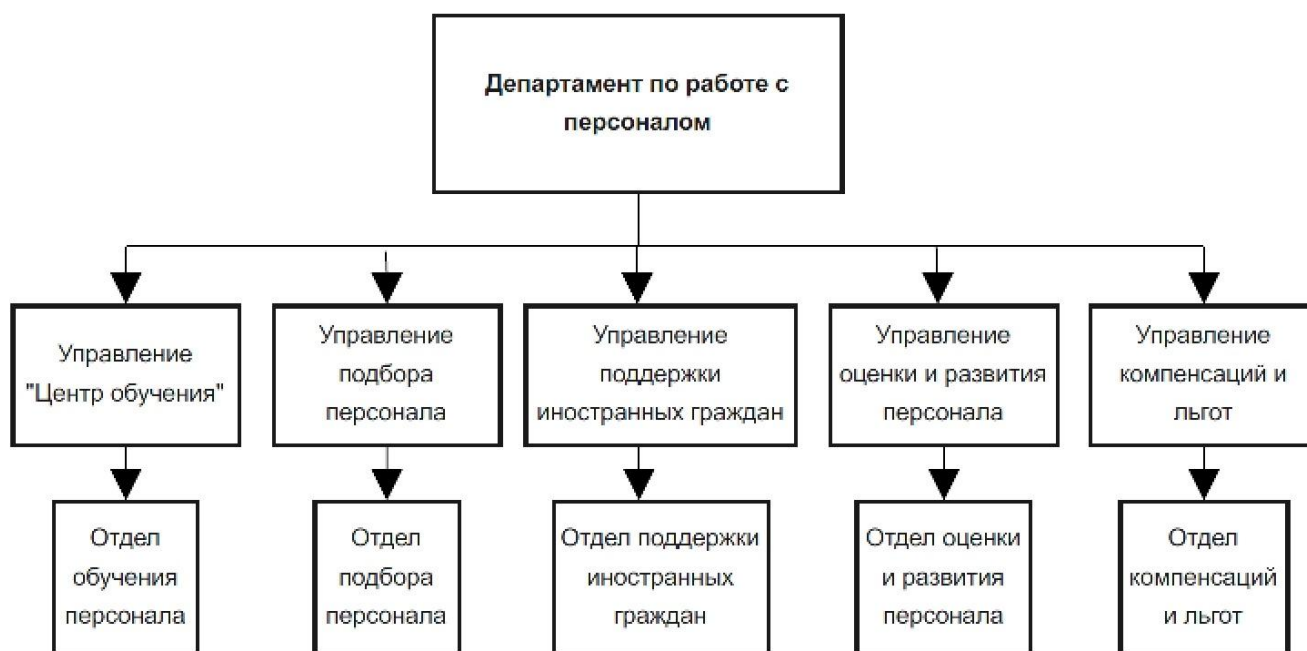 Департамент по работе с
персоналом
Управление
"Центр обучения"
Управление
подбора
персонала
Управление
поддержки
иностранных граждан
Управление
оценки и развития
персонала
Управление
компенсаций и
льгот
Отдел
обучения
персонала
Отдел
подбора
персонала
Отдел поддержки
иностранных
граждан
Отдел оценки
и развития
персонала
Отдел
компенсаций
и льгот